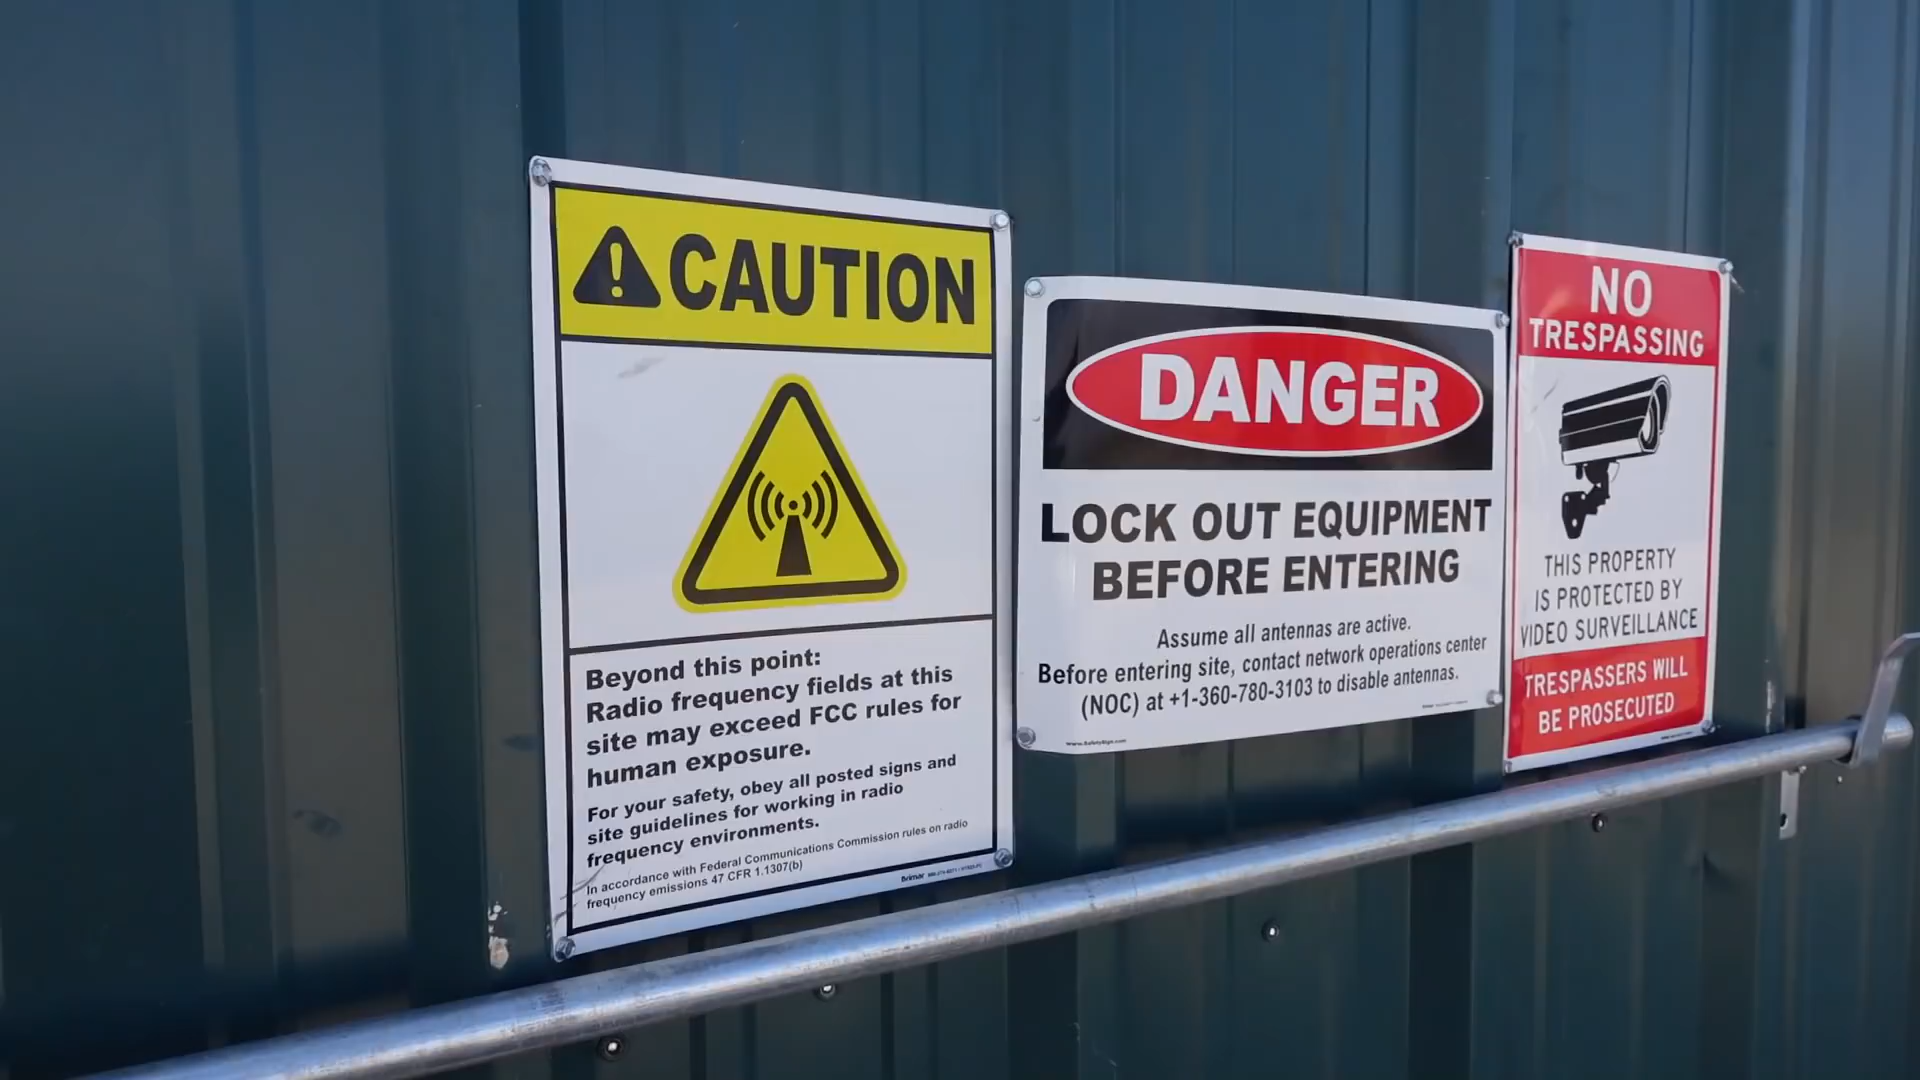 CAUTION
Beyond this point:
Radio frequency fields at this
site may exceed FCC rules for
human exposure.
For your safety, obey all posted signs and
site guidelines for working in radio
frequency environments.
In accordance with Federal Communications Commission rules on radio
frequency emissions 47 CFR 1.1307(b)
Brimar
DANGER
LOCK OUT EQUIPMENT
BEFORE ENTERING
Assume all antennas are active.
Before entering site, contact network operations center
(NOC) at +1-360-780-3103 to disable antennas.
www.SafetySign.com
NO
TRESPASSING
THIS PROPERTY
IS PROTECTED BY
VIDEO SURVEILLANCE
TRESPASSERS WILL
BE PROSECUTED